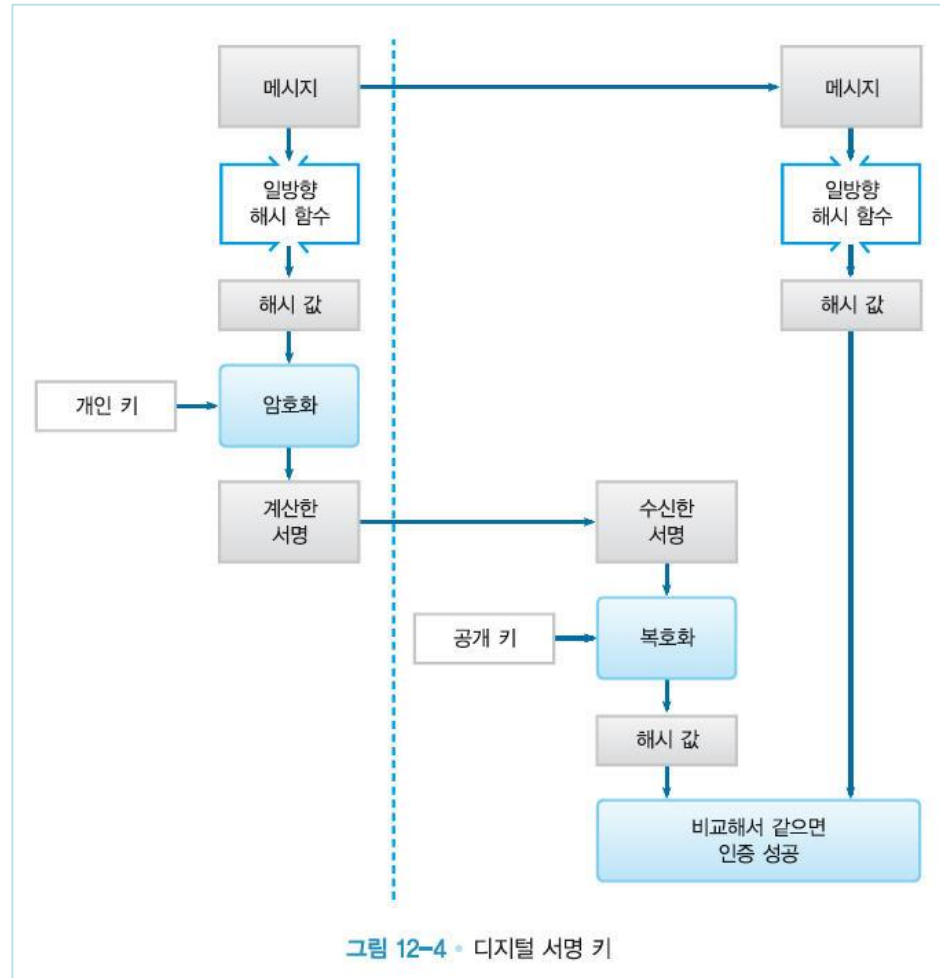 메시지
메시지
일방향
해시 함수
일방향
해시 함수
해시 값
해시 값
개인 키
암호화
계산한
서명
수신한
서명
공개 키
복호화
해시 값
비교해서 같으면
인증 성공
그림 12-4 • 디지털 서명 키